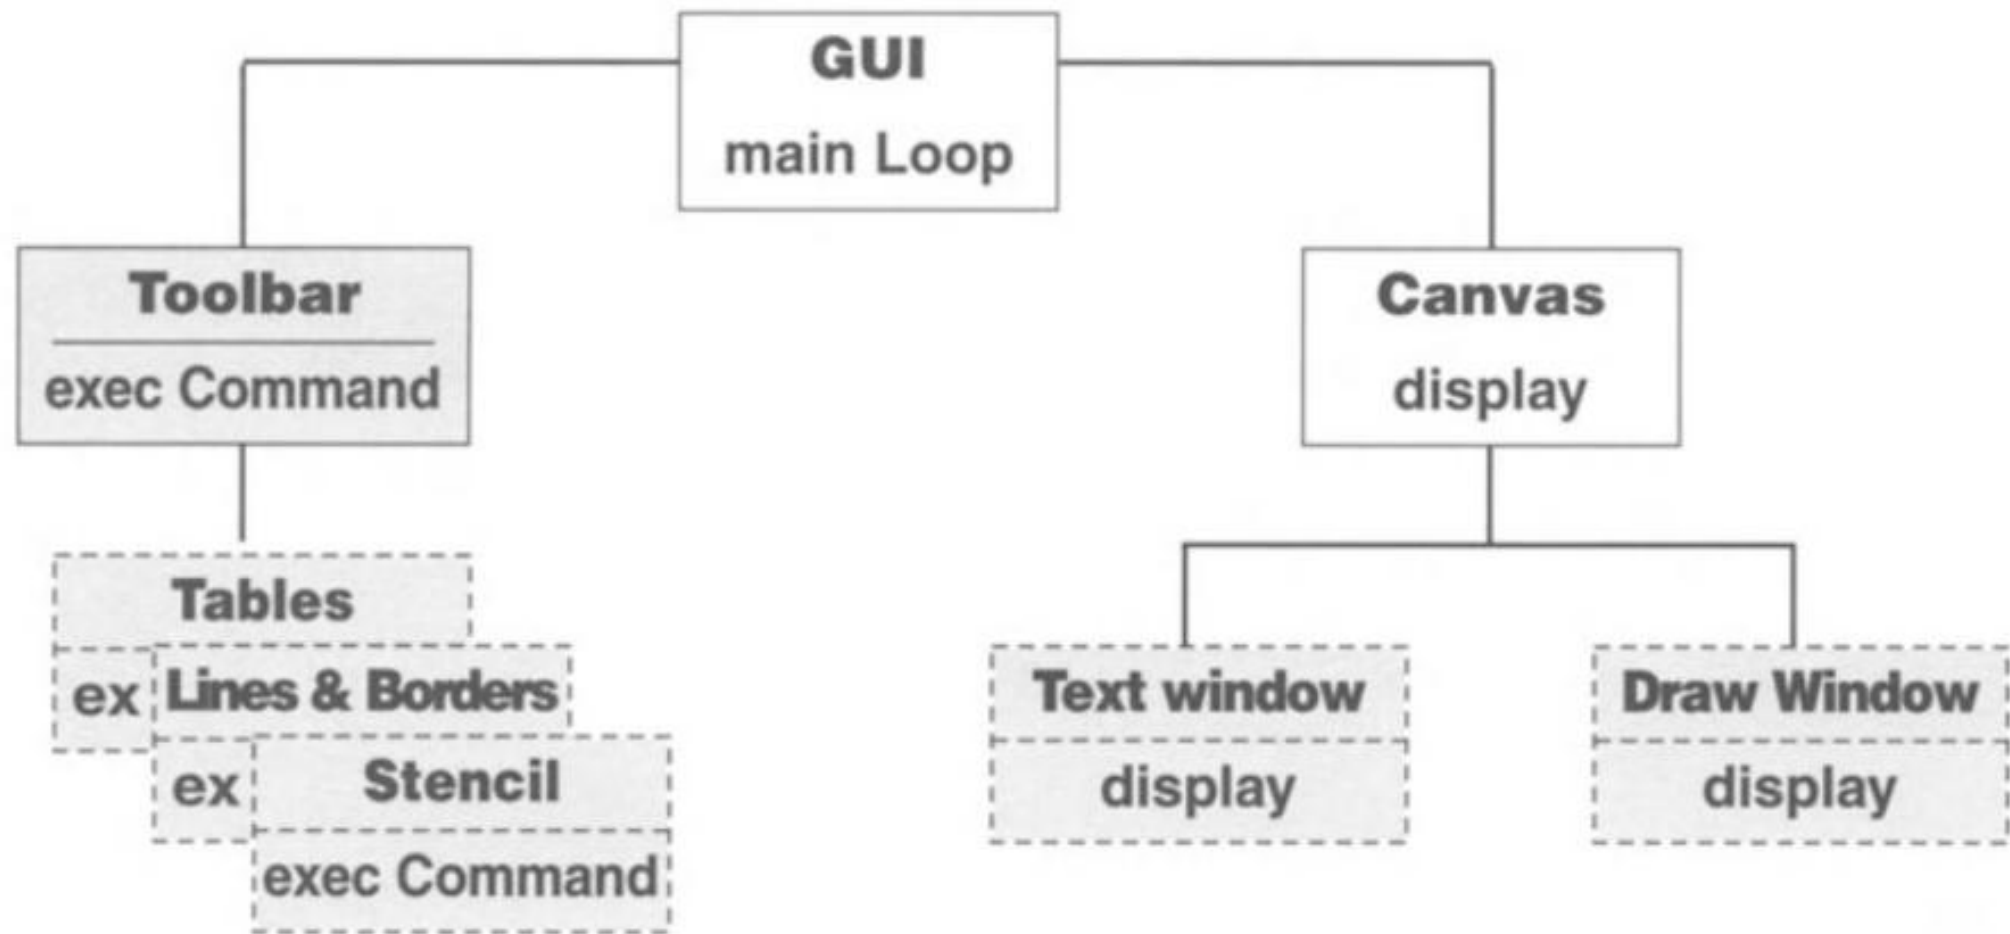 GUI
main Loop
Toolbar
exec Command
Canvas
display
Tables
ex
Lines & Borders
ex
Stencil
exec Command
Text window
display
Draw Window
display